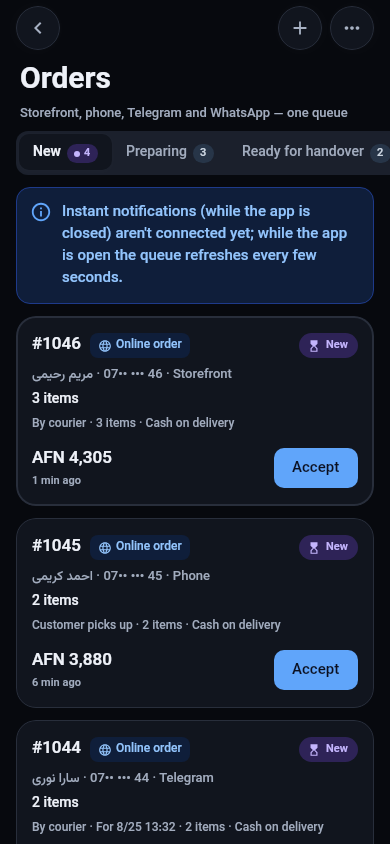 Orders
Storefront, phone, Telegram and WhatsApp — one queue
New 4 Preparing 3 Ready for handover 2
Instant notifications (while the app is
closed) aren't connected yet; while the app
is open the queue refreshes every few
seconds.
#1046 Online order New
مریم رحیمی · 07•• ••• 46 · Storefront
3 items
By courier · 3 items · Cash on delivery
AFN 4,305
1 min ago
Accept
#1045 Online order New
احمد کریمی · 07•• ••• 45 · Phone
2 items
Customer picks up · 2 items · Cash on delivery
AFN 3,880
6 min ago
Accept
#1044 Online order New
سارا نوری · 07•• ••• 44 · Telegram
2 items
By courier · For 8/25 13:32 · 2 items · Cash on delivery